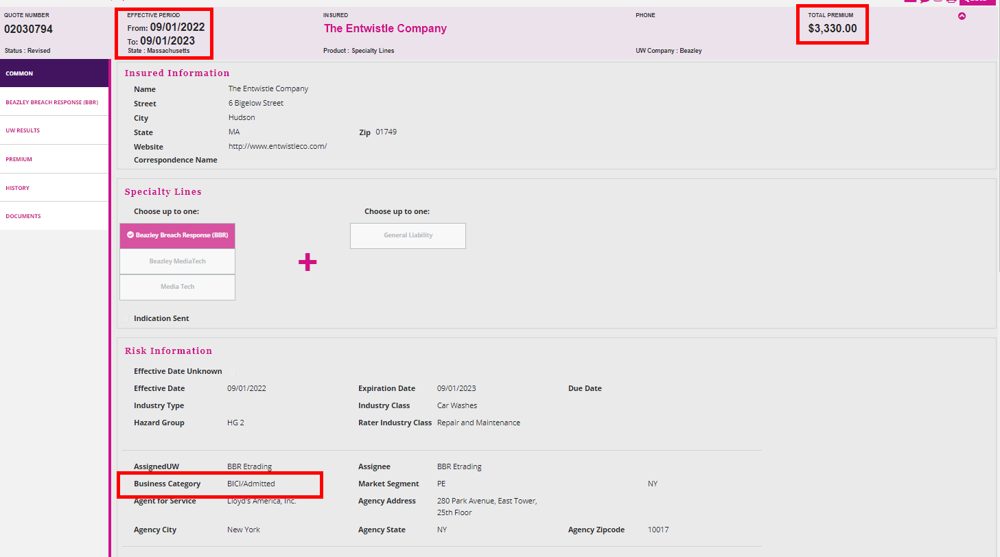 QUOTE NUMBER
02030794
Status : Revised
EFFECTIVE PERIOD
From: 09/01/2022
To: 09/01/2023
State : Massachusetts
INSURED
The Entwistle Company
Product : Specialty Lines
PHONE
UW Company : Beazley
TOTAL PREMIUM
$3,330.00
COMMON
BEAZLEY BREACH RESPONSE (BBR)
UW RESULTS
PREMIUM
HISTORY
DOCUMENTS
Insured Information
Name The Entwistle Company
Street 6 Bigelow Street
City Hudson
State MA Zip 01749
Website http://www.entwistleco.com/
Correspondence Name
Specialty Lines
Choose up to one: Choose up to one:
Beazley Breach Response (BBR) General Liability
Beazley MediaTech
Media Tech
Indication Sent
Risk Information
Effective Date Unknown
Effective Date 09/01/2022 Expiration Date 09/01/2023 Due Date
Industry Type Industry Class Car Washes
Hazard Group HG 2 Rater Industry Class Repair and Maintenance
AssignedUW BBR Etrading Assignee BBR Etrading
Business Category BICI/Admitted Market Segment PE NY
Agent for Service Lloyd's America, Inc. Agency Address 280 Park Avenue, East Tower,
25th Floor
Agency City New York Agency State NY Agency Zipcode 10017